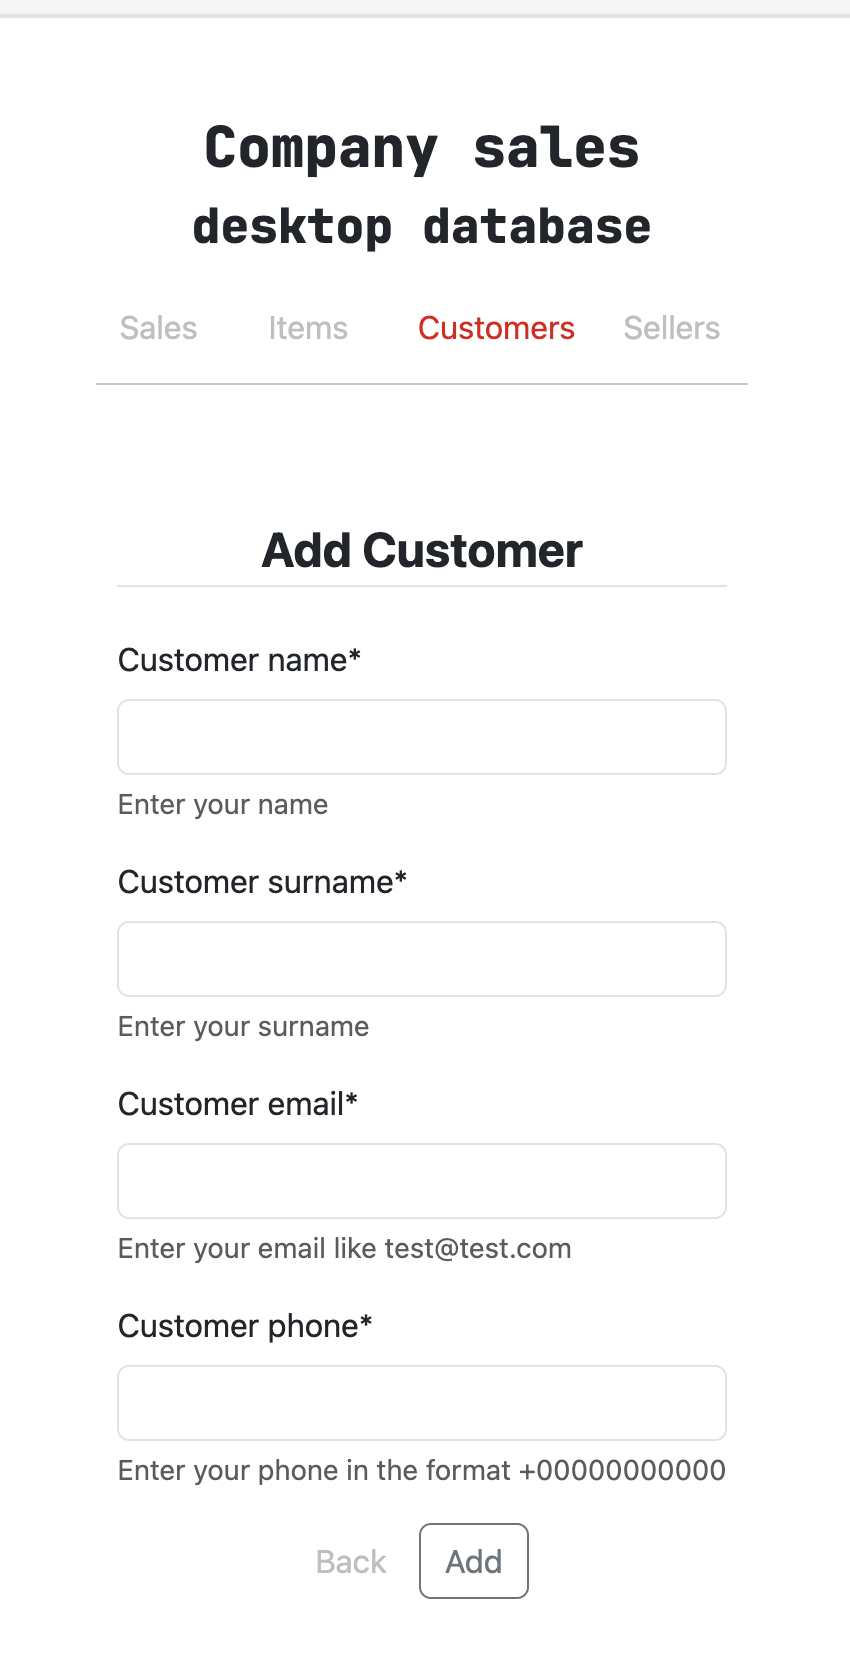 Company sales
desktop database
Sales Items Customers Sellers
Add Customer
Customer name*
Enter your name
Customer surname*
Enter your surname
Customer email*
Enter your email like test@test.com
Customer phone*
Enter your phone in the format +00000000000
Back Add